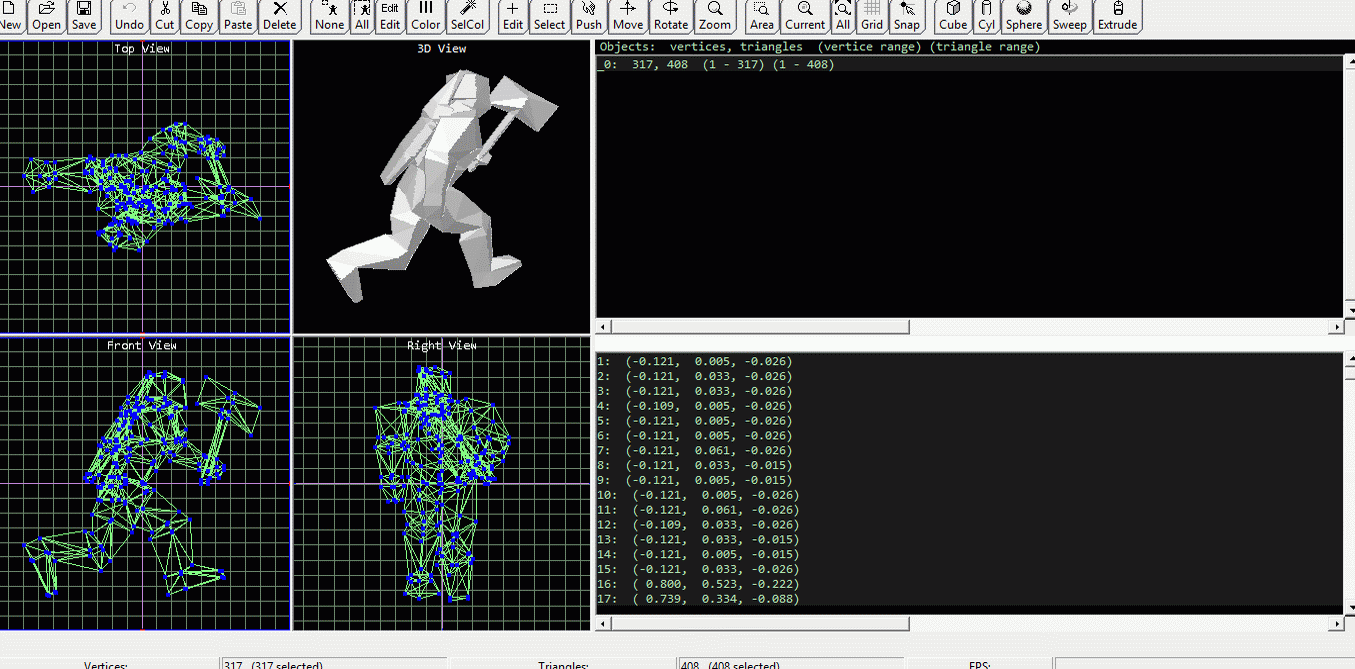 New Open Save Undo Cut Copy Paste Delete None All Edit Edit Color SelCol Edit Select Push Move Rotate Zoom Area Current All Grid Snap Cube Cyl Sphere Sweep Extrude
Top View
3D View
Objects: vertices, triangles (vertice range) (triangle range)
_0: 317, 408 (1 - 317) (1 - 408)
Front View
Right View
1: (-0.121, 0.005, -0.026)
2: (-0.121, 0.033, -0.026)
3: (-0.121, 0.033, -0.026)
4: (-0.109, 0.005, -0.026)
5: (-0.121, 0.005, -0.026)
6: (-0.121, 0.005, -0.026)
7: (-0.121, 0.061, -0.026)
8: (-0.121, 0.033, -0.015)
9: (-0.121, 0.005, -0.015)
10: (-0.121, 0.005, -0.026)
11: (-0.121, 0.061, -0.026)
12: (-0.109, 0.033, -0.026)
13: (-0.121, 0.033, -0.015)
14: (-0.121, 0.005, -0.015)
15: (-0.121, 0.033, -0.026)
16: ( 0.800, 0.523, -0.222)
17: ( 0.739, 0.334, -0.088)
Vertices: 317 (317 selected) Triangles: 408 (408 selected) FPS: